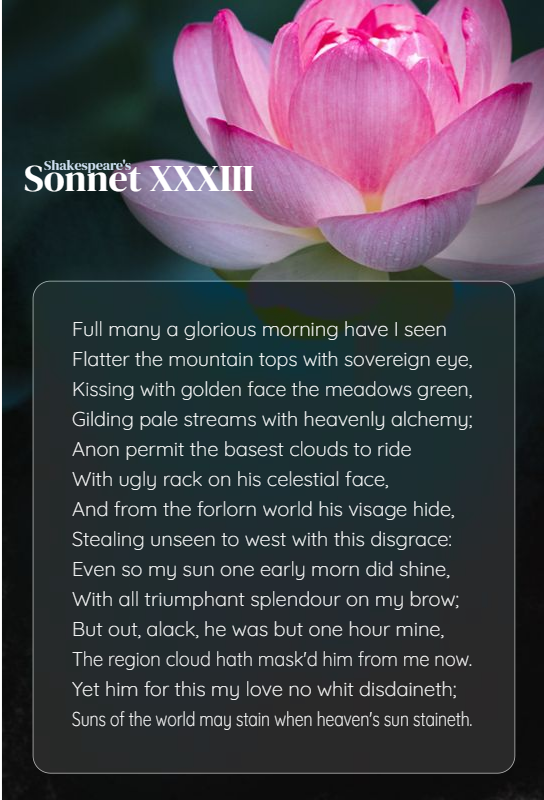 Shakespeare's
Sonnet XXXIII
Full many a glorious morning have I seen
Flatter the mountain tops with sovereign eye,
Kissing with golden face the meadows green,
Gilding pale streams with heavenly alchemy;
Anon permit the basest clouds to ride
With ugly rack on his celestial face,
And from the forlorn world his visage hide,
Stealing unseen to west with this disgrace:
Even so my sun one early morn did shine,
With all triumphant splendour on my brow;
But out, alack, he was but one hour mine,
The region cloud hath mask'd him from me now.
Yet him for this my love no whit disdaineth;
Suns of the world may stain when heaven's sun staineth.